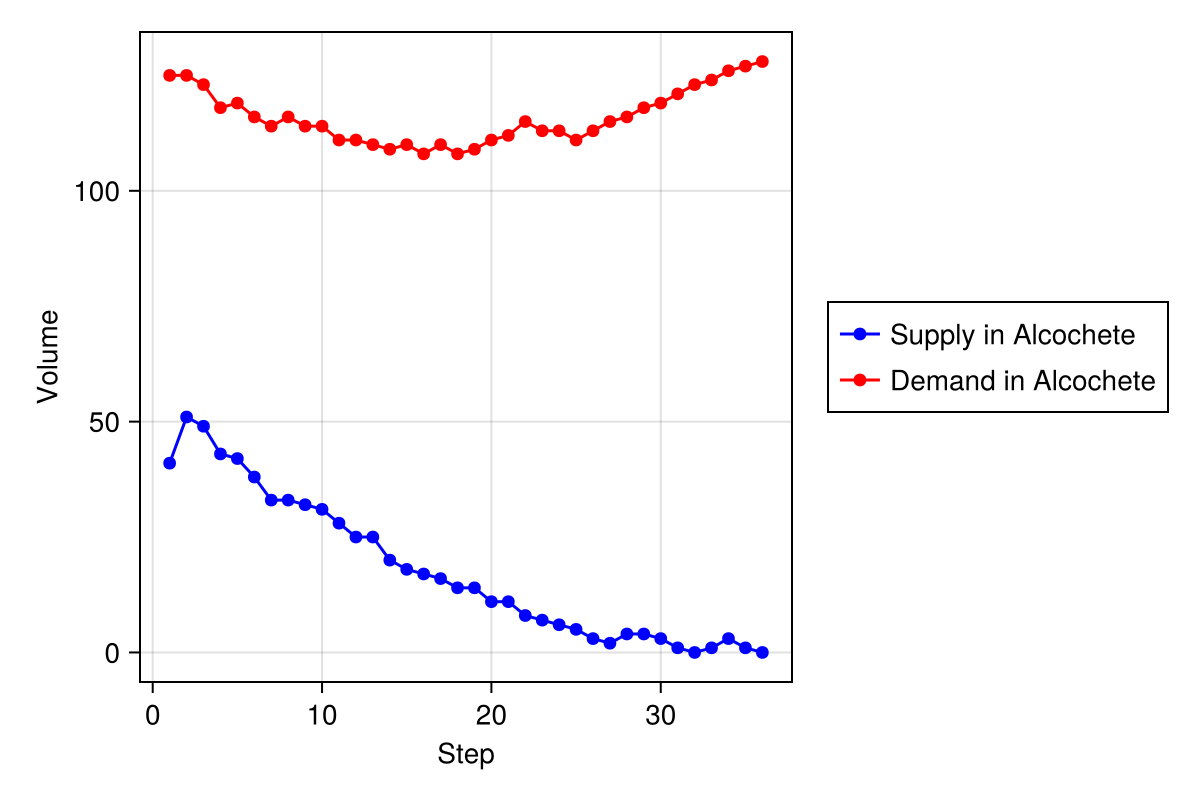 100
50
0
Volume
0 10 20 30
Step
Supply in Alcochete
Demand in Alcochete